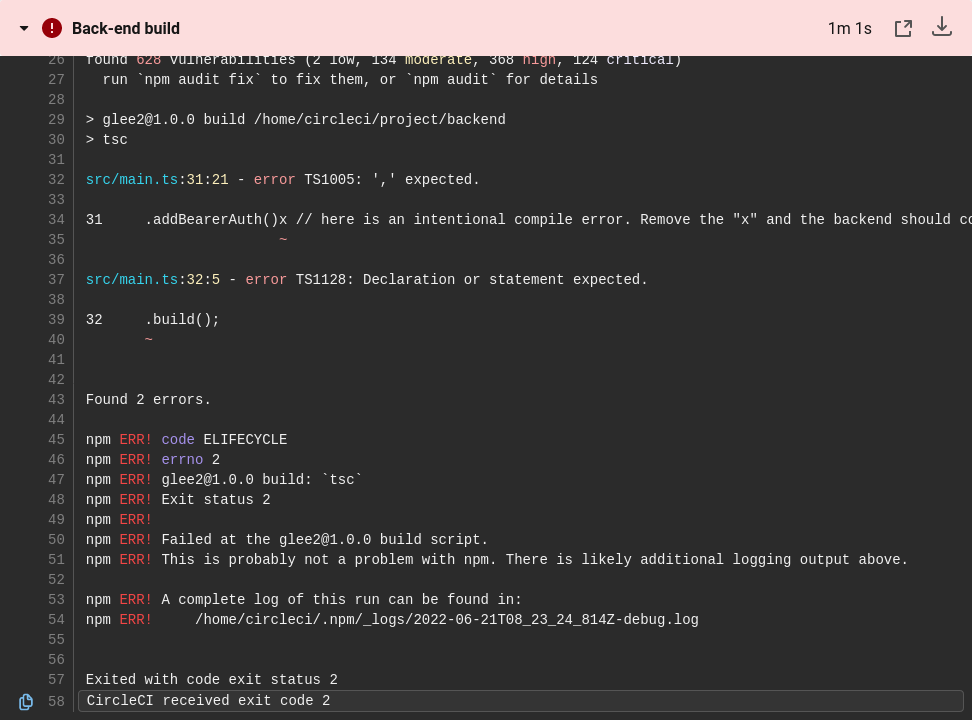 Back-end build 1m 1s
26 found 628 vulnerabilities (2 low, 134 moderate, 368 high, 124 critical)
27 run `npm audit fix` to fix them, or `npm audit` for details
28
29 > glee2@1.0.0 build /home/circleci/project/backend
30 > tsc
31
32 src/main.ts:31:21 - error TS1005: ',' expected.
33
34 31     .addBearerAuth()x // here is an intentional compile error. Remove the "x" and the backend should co
35 ~
36
37 src/main.ts:32:5 - error TS1128: Declaration or statement expected.
38
39 32     .build();
40 ~
41
42
43 Found 2 errors.
44
45 npm ERR! code ELIFECYCLE
46 npm ERR! errno 2
47 npm ERR! glee2@1.0.0 build: `tsc`
48 npm ERR! Exit status 2
49 npm ERR!
50 npm ERR! Failed at the glee2@1.0.0 build script.
51 npm ERR! This is probably not a problem with npm. There is likely additional logging output above.
52
53 npm ERR! A complete log of this run can be found in:
54 npm ERR!     /home/circleci/.npm/_logs/2022-06-21T08_23_24_814Z-debug.log
55
56
57 Exited with code exit status 2
58 CircleCI received exit code 2